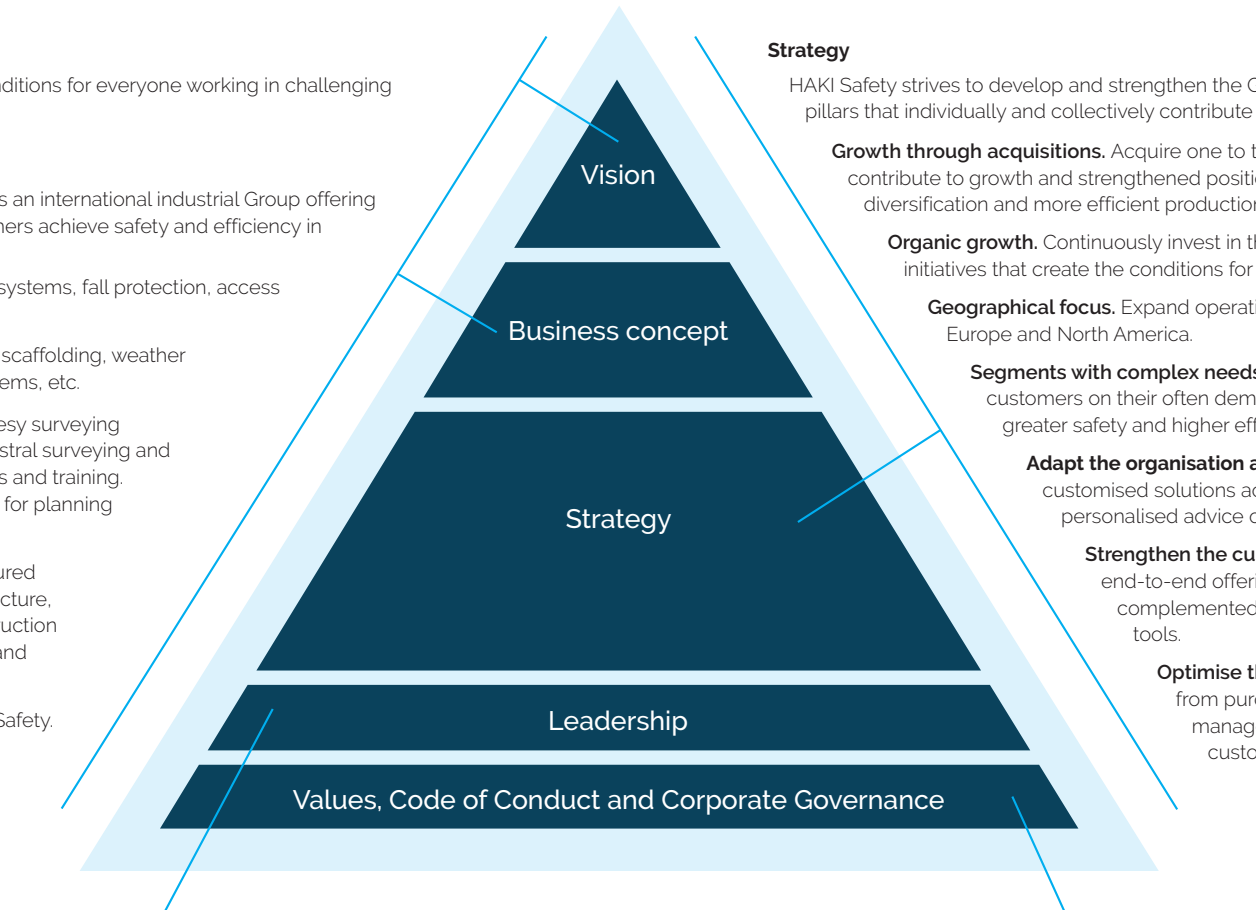 nditions for everyone working in challenging
s an international industrial Group offering
ners achieve safety and efficiency in
systems, fall protection, access
scaffolding, weather
ems, etc.
esy surveying
stral surveying and
s and training.
for planning
ured
cture,
ruction
and
Safety.
Vision
Business concept
Strategy
Leadership
Values, Code of Conduct and Corporate Governance
Strategy
HAKI Safety strives to develop and strengthen the
pillars that individually and collectively contribute
Growth through acquisitions. Acquire one to t
contribute to growth and strengthened positi
diversification and more efficient production
Organic growth. Continuously invest in th
initiatives that create the conditions for
Geographical focus. Expand operati
Europe and North America.
Segments with complex needs
customers on their often dem
greater safety and higher eff
Adapt the organisation a
customised solutions a
personalised advice
Strengthen the cu
end-to-end offeri
complemented
tools.
Optimise th
from pur
manag
custo